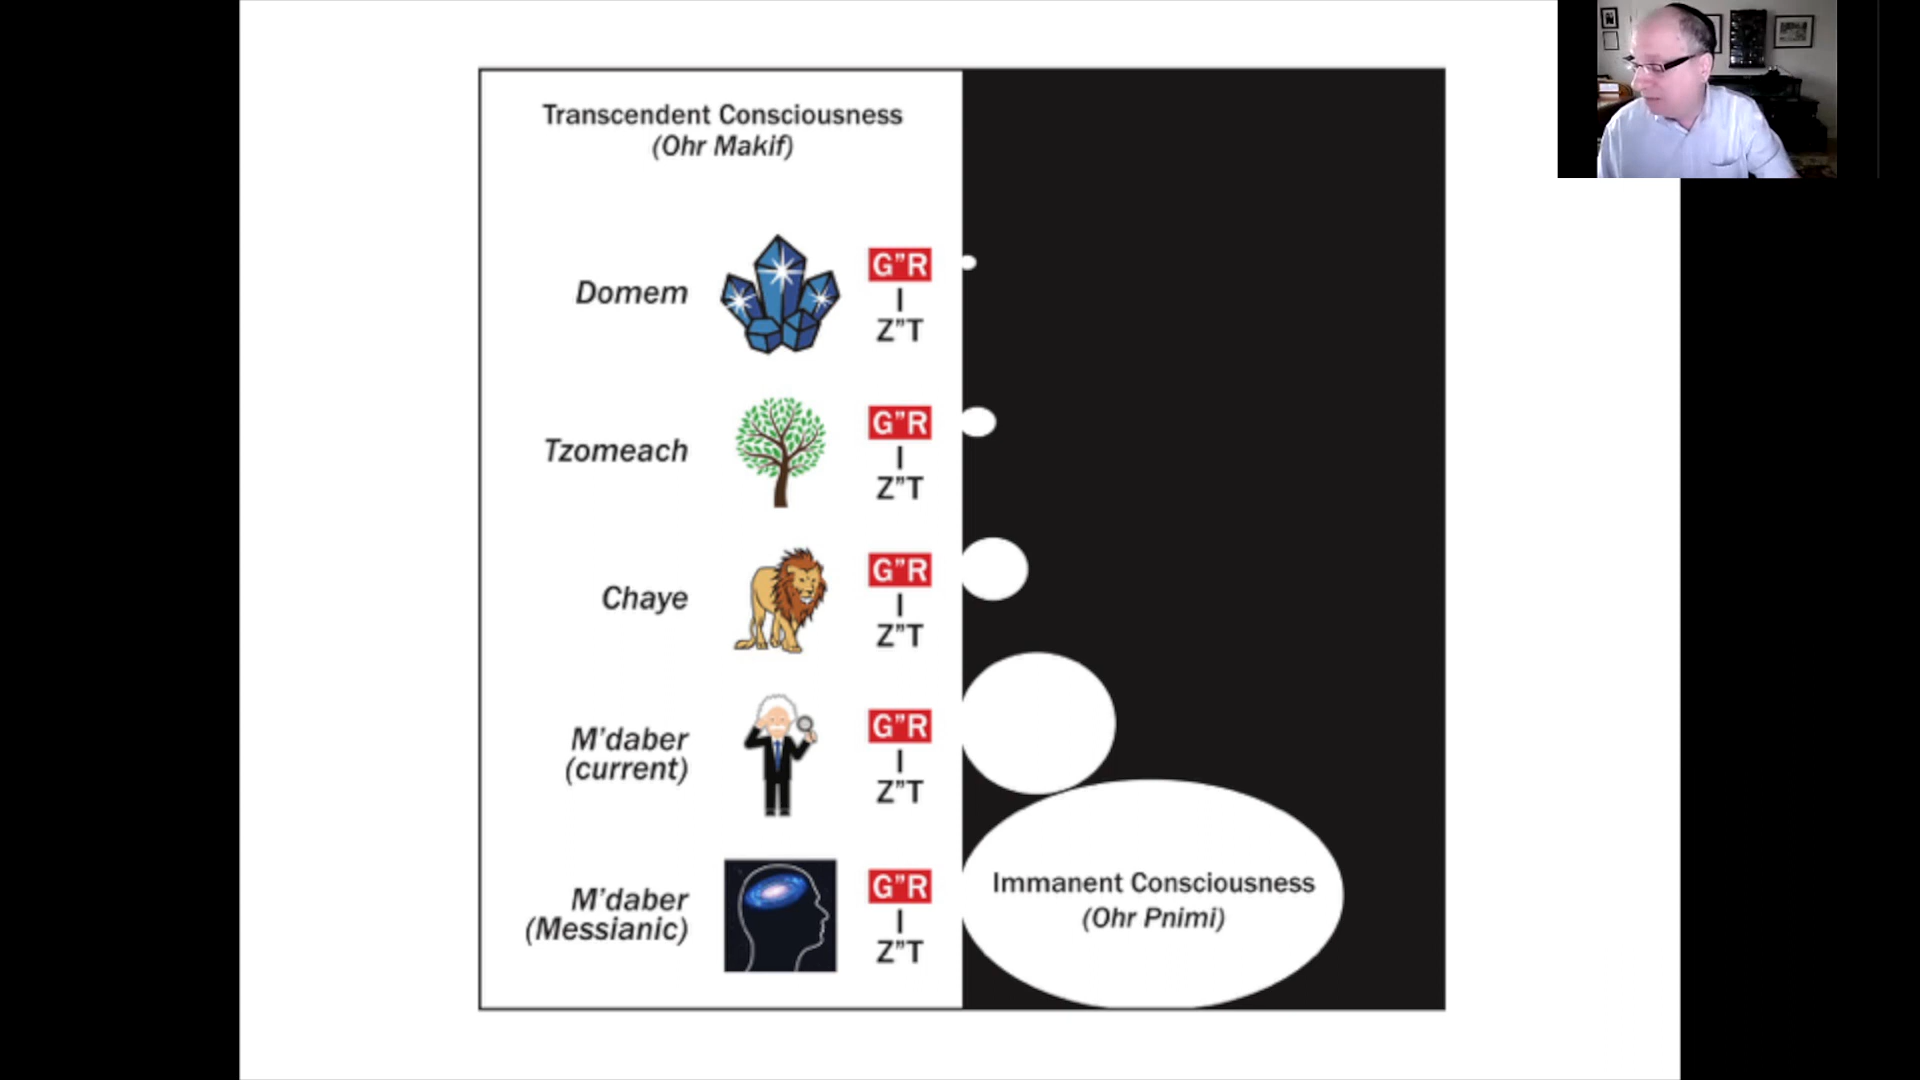 Transcendent Consciousness
(Ohr Makif)
Domem
G”R
Z”T
Tzomeach
G”R
Z”T
Chaye
G”R
Z”T
M’daber
(current)
G”R
Z”T
M’daber
(Messianic)
G”R
Z”T
Immanent Consciousness
(Ohr Pnimi)